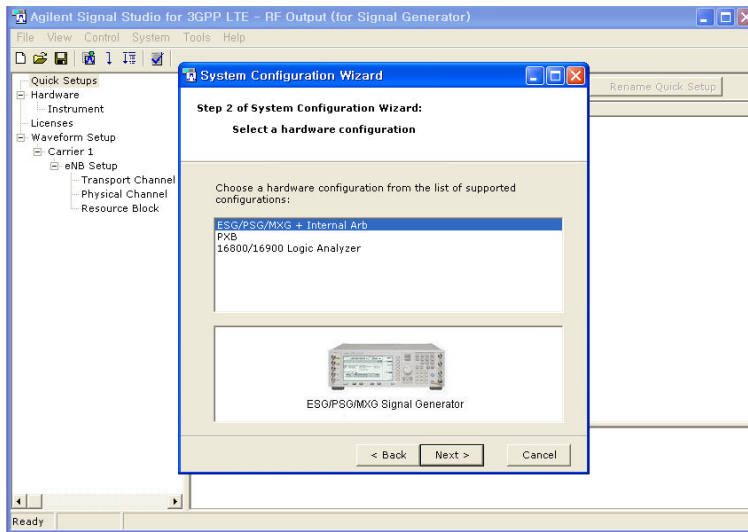 Agilent Signal Studio for 3GPP LTE - RF Output (for Signal Generator)
File View Control System Tools Help
Quick Setups
Hardware
Instrument
Licenses
Waveform Setup
Carrier 1
eNB Setup
Transport Channel
Physical Channel
Resource Block
Rename Quick Setup
System Configuration Wizard
Step 2 of System Configuration Wizard:
Select a hardware configuration
Choose a hardware configuration from the list of supported
configurations:
ESG/PSG/MXG + Internal Arb
PXB
16800/16900 Logic Analyzer
ESG/PSG/MXG Signal Generator
< Back
Next >
Cancel
Ready